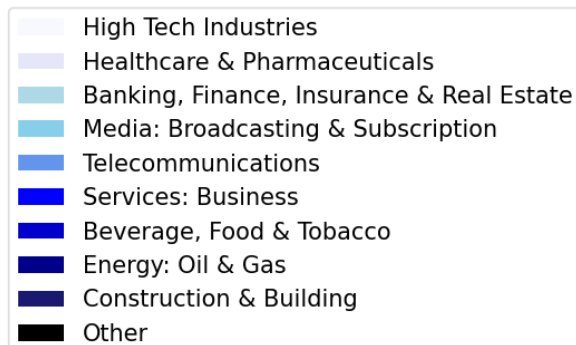 High Tech Industries
Healthcare & Pharmaceuticals
Banking, Finance, Insurance & Real Estate
Media: Broadcasting & Subscription
Telecommunications
Services: Business
Beverage, Food & Tobacco
Energy: Oil & Gas
Construction & Building
Other